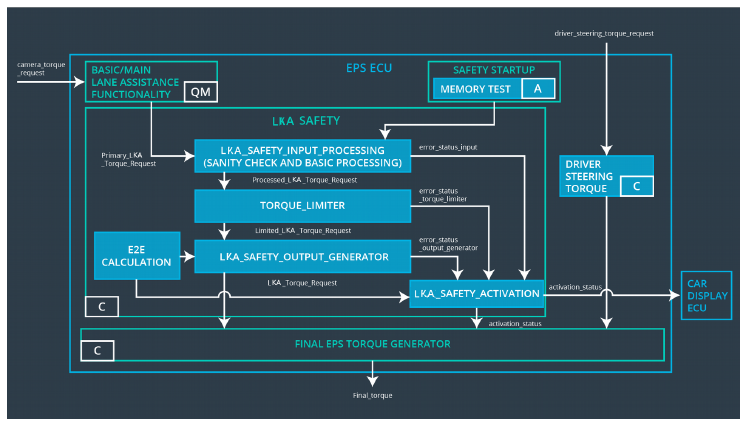 driver_steering_torque_request
camera_torque
_request
EPS ECU
BASIC/MAIN
LANE ASSISTANCE
FUNCTIONALITY
QM
SAFETY STARTUP
MEMORY TEST
A
LKA SAFETY
Primary_LKA
_Torque_Request
LKA_SAFETY_INPUT_PROCESSING
(SANITY CHECK AND BASIC PROCESSING)
error_status_input
DRIVER
STEERING
TORQUE
C
Processed_LKA_Torque_Request
TORQUE_LIMITER
error_status
_torque_limiter
Limited_LKA_Torque_Request
E2E
CALCULATION
LKA_SAFETY_OUTPUT_GENERATOR
error_status
_output_generator
LKA_Torque_Request
LKA_SAFETY_ACTIVATION
activation_status
CAR
DISPLAY
ECU
C
activation_status
C
FINAL EPS TORQUE GENERATOR
Final_torque